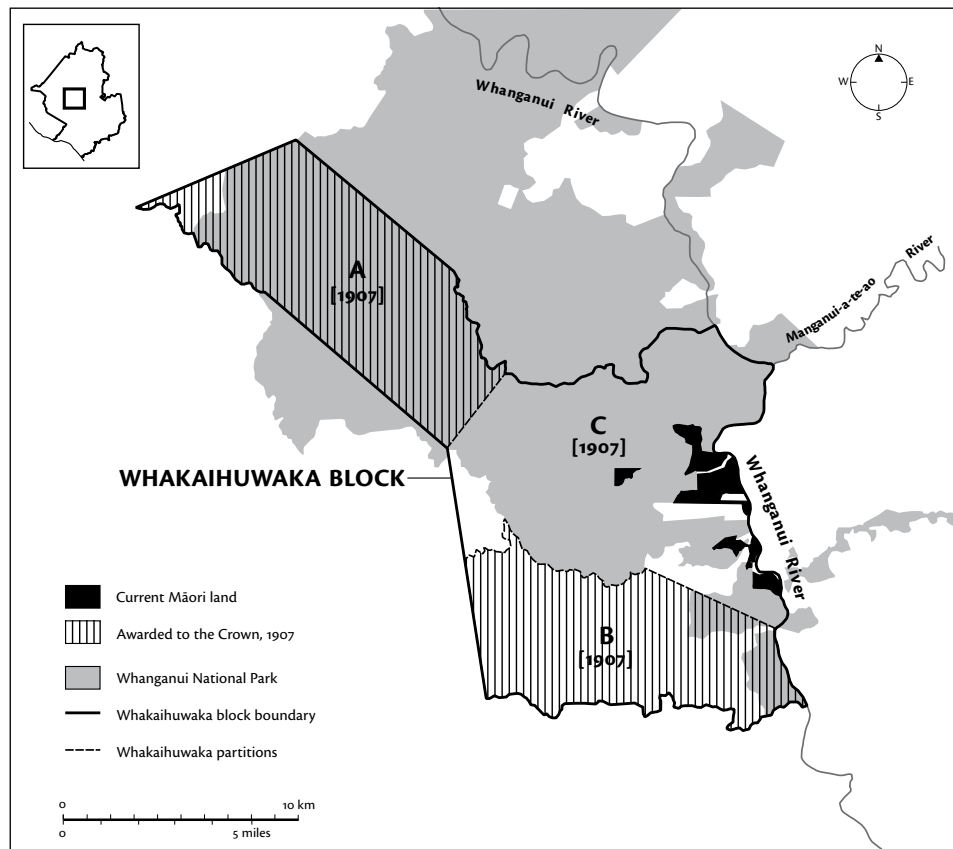 Whanganui River
N
W
E
S
Manganui-a-te-ao River
A
[1907]
C
[1907]
WHAKAIHUWAKA BLOCK
Whanganui River
B
[1907]
Current Māori land
Awarded to the Crown, 1907
Whanganui National Park
Whakaihuwaka block boundary
Whakaihuwaka partitions
0 10 km
0 5 miles